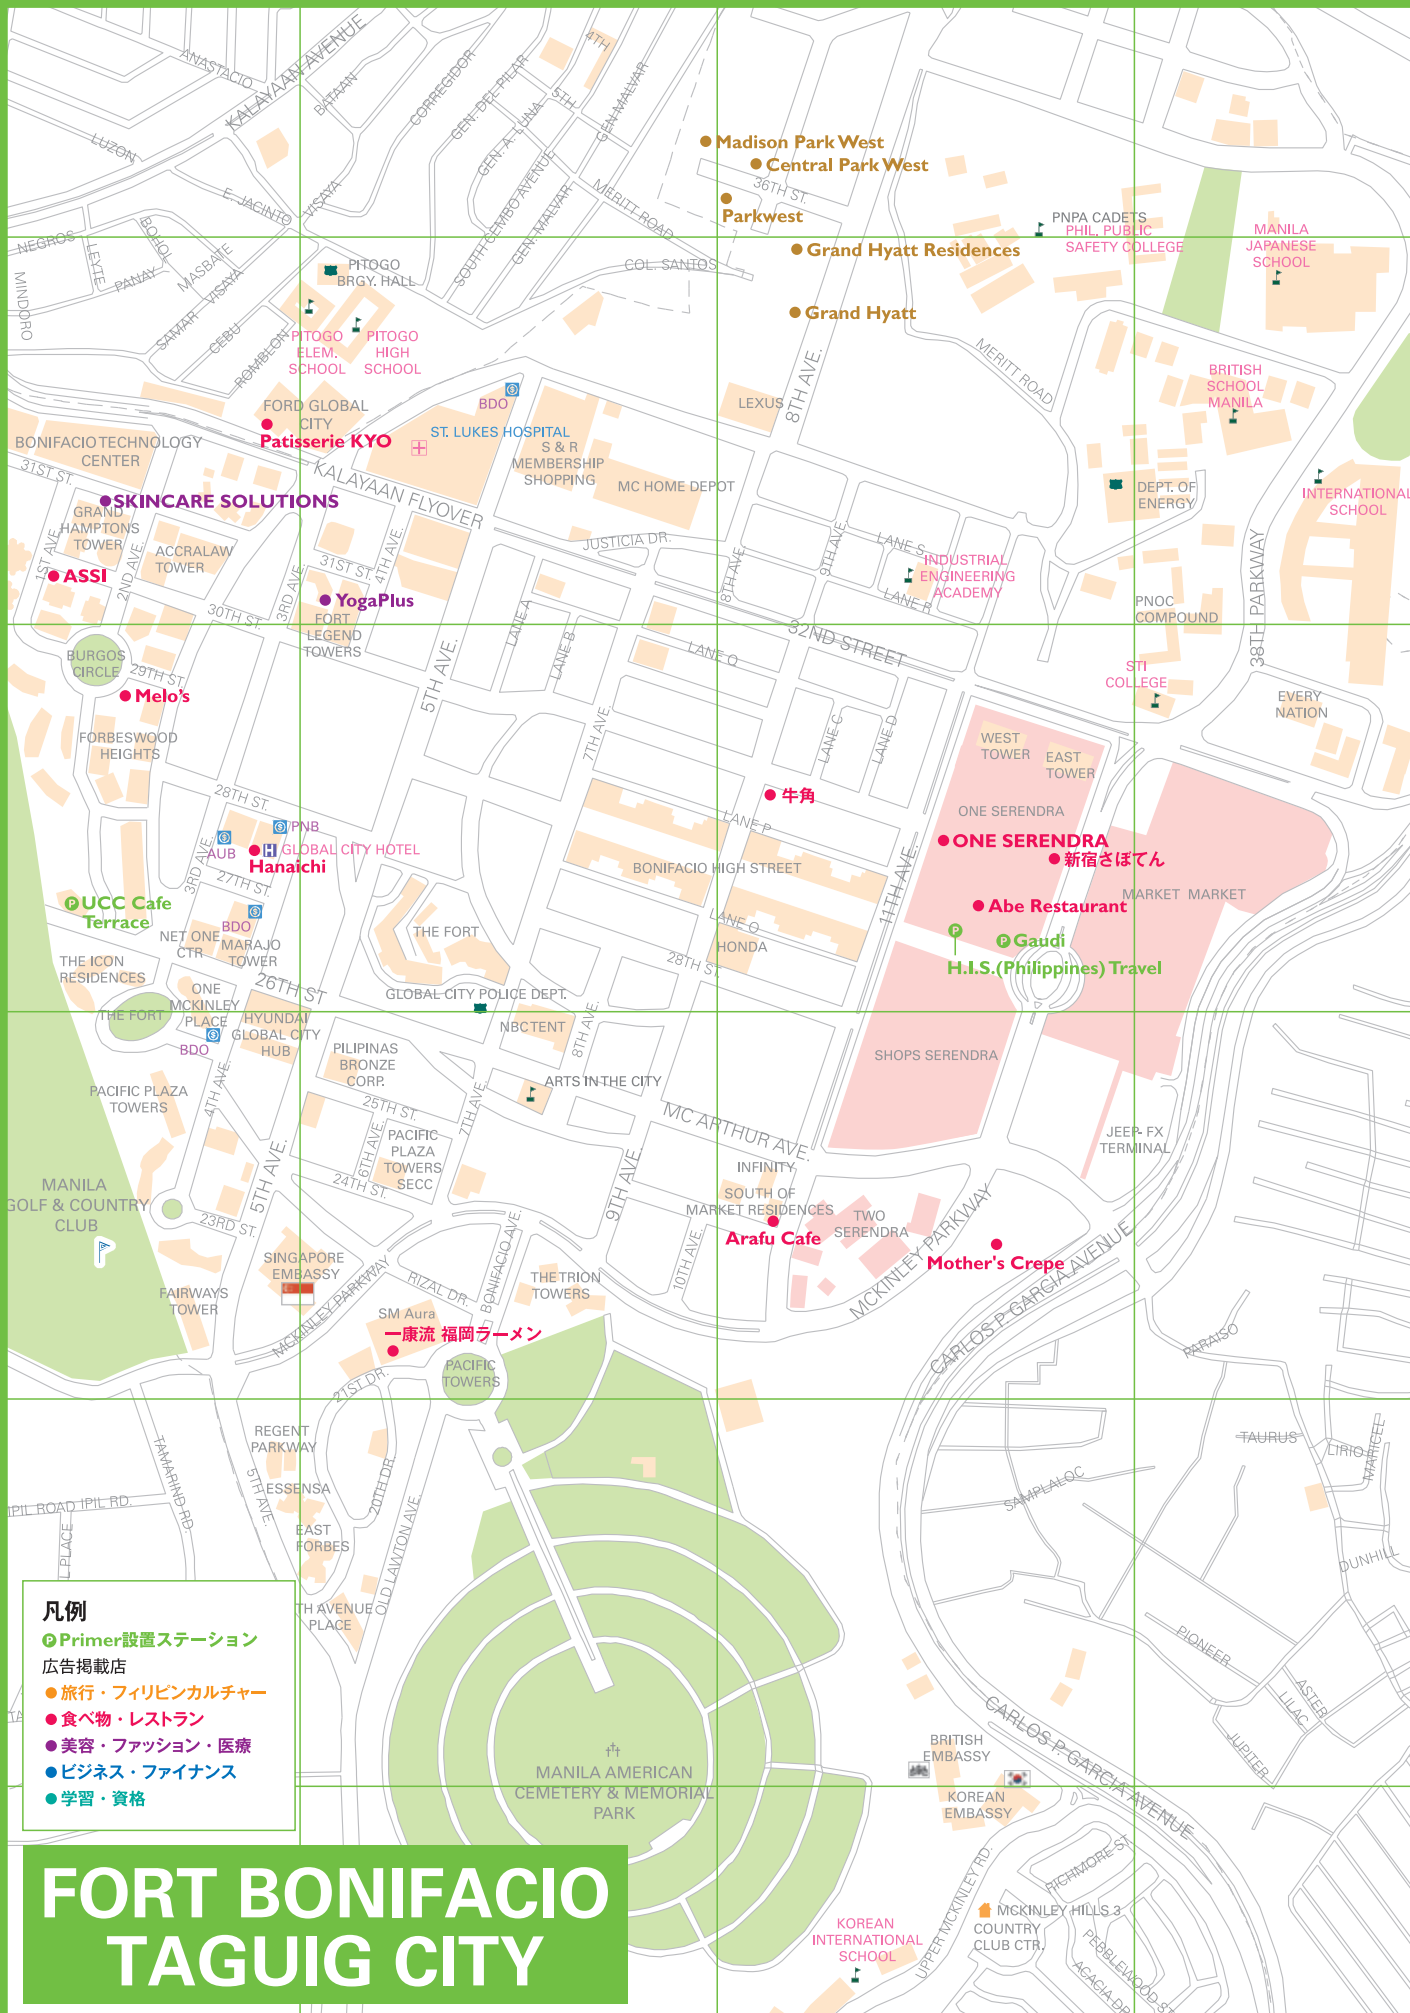 ANASTACIO
KALAYAAN AVENUE
BATAAN
CORREGIDOR
GEN. DEL PILAR
4TH
5TH
GEN. A. LUNA
GEN MALVAR
LUZON
E. JACINTO
VISAYA
SOUTH CEMBO AVENUE
GEN. MALVAR
MERITT ROAD
Madison Park West
Central Park West
36TH ST.
Parkwest
PNPA CADETS
PHIL. PUBLIC
SAFETY COLLEGE
MANILA
JAPANESE
SCHOOL
NEGROS
LEYTE
BOHOL
PANAY
MASBATE
VISAYA
MINDORO
SAMAR
CEBU
ROMBLON
PITOGO
BRGY. HALL
COL. SANTOS
Grand Hyatt Residences
Grand Hyatt
PITOGO
ELEM.
SCHOOL
PITOGO
HIGH
SCHOOL
8TH AVE.
MERITT ROAD
BRITISH
SCHOOL
MANILA
BDO
LEXUS
FORD GLOBAL
CITY
Patisserie KYO
ST. LUKES HOSPITAL
S & R
MEMBERSHIP
SHOPPING
MC HOME DEPOT
BONIFACIO TECHNOLOGY
CENTER
31ST ST.
KALAYAAN FLYOVER
SKINCARE SOLUTIONS
GRAND
HAMPTONS
TOWER
ACCRALAW
TOWER
DEPT. OF
ENERGY
INTERNATIONAL
SCHOOL
1ST AVE.
2ND AVE.
ASSI
31ST ST.
4TH AVE.
3RD AVE.
YogaPlus
FORT
LEGEND
TOWERS
30TH ST.
JUSTICIA DR.
8TH AVE
9TH AVE.
LANE S
INDUSTRIAL
ENGINEERING
ACADEMY
LANE R
PNOC
COMPOUND
38TH PARKWAY
BURGOS
CIRCLE
29TH ST.
Melo's
FORBESWOOD
HEIGHTS
5TH AVE.
LANE A
LANE B
LANE Q
32ND STREET
7TH AVE.
LANE C
LANE D
STI
COLLEGE
EVERY
NATION
WEST
TOWER
EAST
TOWER
28TH ST.
PNB
AUB
GLOBAL CITY HOTEL
Hanaichi
3RD AVE.
27TH ST.
牛角
LANE P
BONIFACIO HIGH STREET
ONE SERENDRA
ONE SERENDRA
新宿さぼてん
MARKET MARKET
Abe Restaurant
11TH AVE.
UCC Cafe
Terrace
BDO
NET ONE
CTR
MARAJO
TOWER
THE FORT
LANE O
HONDA
28TH ST.
Gaudi
H.I.S.(Philippines) Travel
THE ICON
RESIDENCES
26TH ST
ONE
MCKINLEY
PLACE
THE FORT
GLOBAL CITY POLICE DEPT.
HYUNDAI
GLOBAL CITY
HUB
BDO
NBC TENT
8TH AVE.
SHOPS SERENDRA
PILIPINAS
BRONZE
CORP.
PACIFIC PLAZA
TOWERS
4TH AVE.
25TH ST.
7TH AVE.
ARTS IN THE CITY
MC ARTHUR AVE.
JEEP- FX
TERMINAL
5TH AVE.
6TH AVE.
PACIFIC
PLAZA
TOWERS
SECC
24TH ST.
9TH AVE.
INFINITY
SOUTH OF
MARKET RESIDENCES
Arafu Cafe
TWO
SERENDRA
MCKINLEY PARKWAY
Mother's Crepe
MANILA
GOLF & COUNTRY
CLUB
23RD ST.
SINGAPORE
EMBASSY
FAIRWAYS
TOWER
MCKINLEY PARKWAY
RIZAL DR.
BONIFACIO AVE.
THE TRION
TOWERS
10TH AVE.
CARLOS P. GARCIA AVENUE
PARAISO
SM Aura
一康流 福岡ラーメン
PACIFIC
TOWERS
21ST DR.
REGENT
PARKWAY
ESSENSA
EAST
FORBES
TAMARIND RD.
5TH AVE.
20TH DR.
OLD LAWTON AVE.
IPIL ROAD IPIL RD.
L PLACE
TH AVENUE
PLACE
TAURUS
LIRIO
MARICEL
SAMPLALOC
DUNHILL
PIONEER
ASTER
LILAC
JUPITER
CARLOS P. GARCIA AVENUE
BRITISH
EMBASSY
KOREAN
EMBASSY
MANILA AMERICAN
CEMETERY & MEMORIAL
PARK
UPPER MCKINLEY RD.
RICHMORE ST
MCKINLEY HILLS 3
COUNTRY
CLUB CTR.
PEBBLEWOOD ST
ACACIA DR
KOREAN
INTERNATIONAL
SCHOOL
凡例
Primer設置ステーション
広告掲載店
旅行・フィリピンカルチャー
食べ物・レストラン
美容・ファッション・医療
ビジネス・ファイナンス
学習・資格
FORT BONIFACIO
TAGUIG CITY